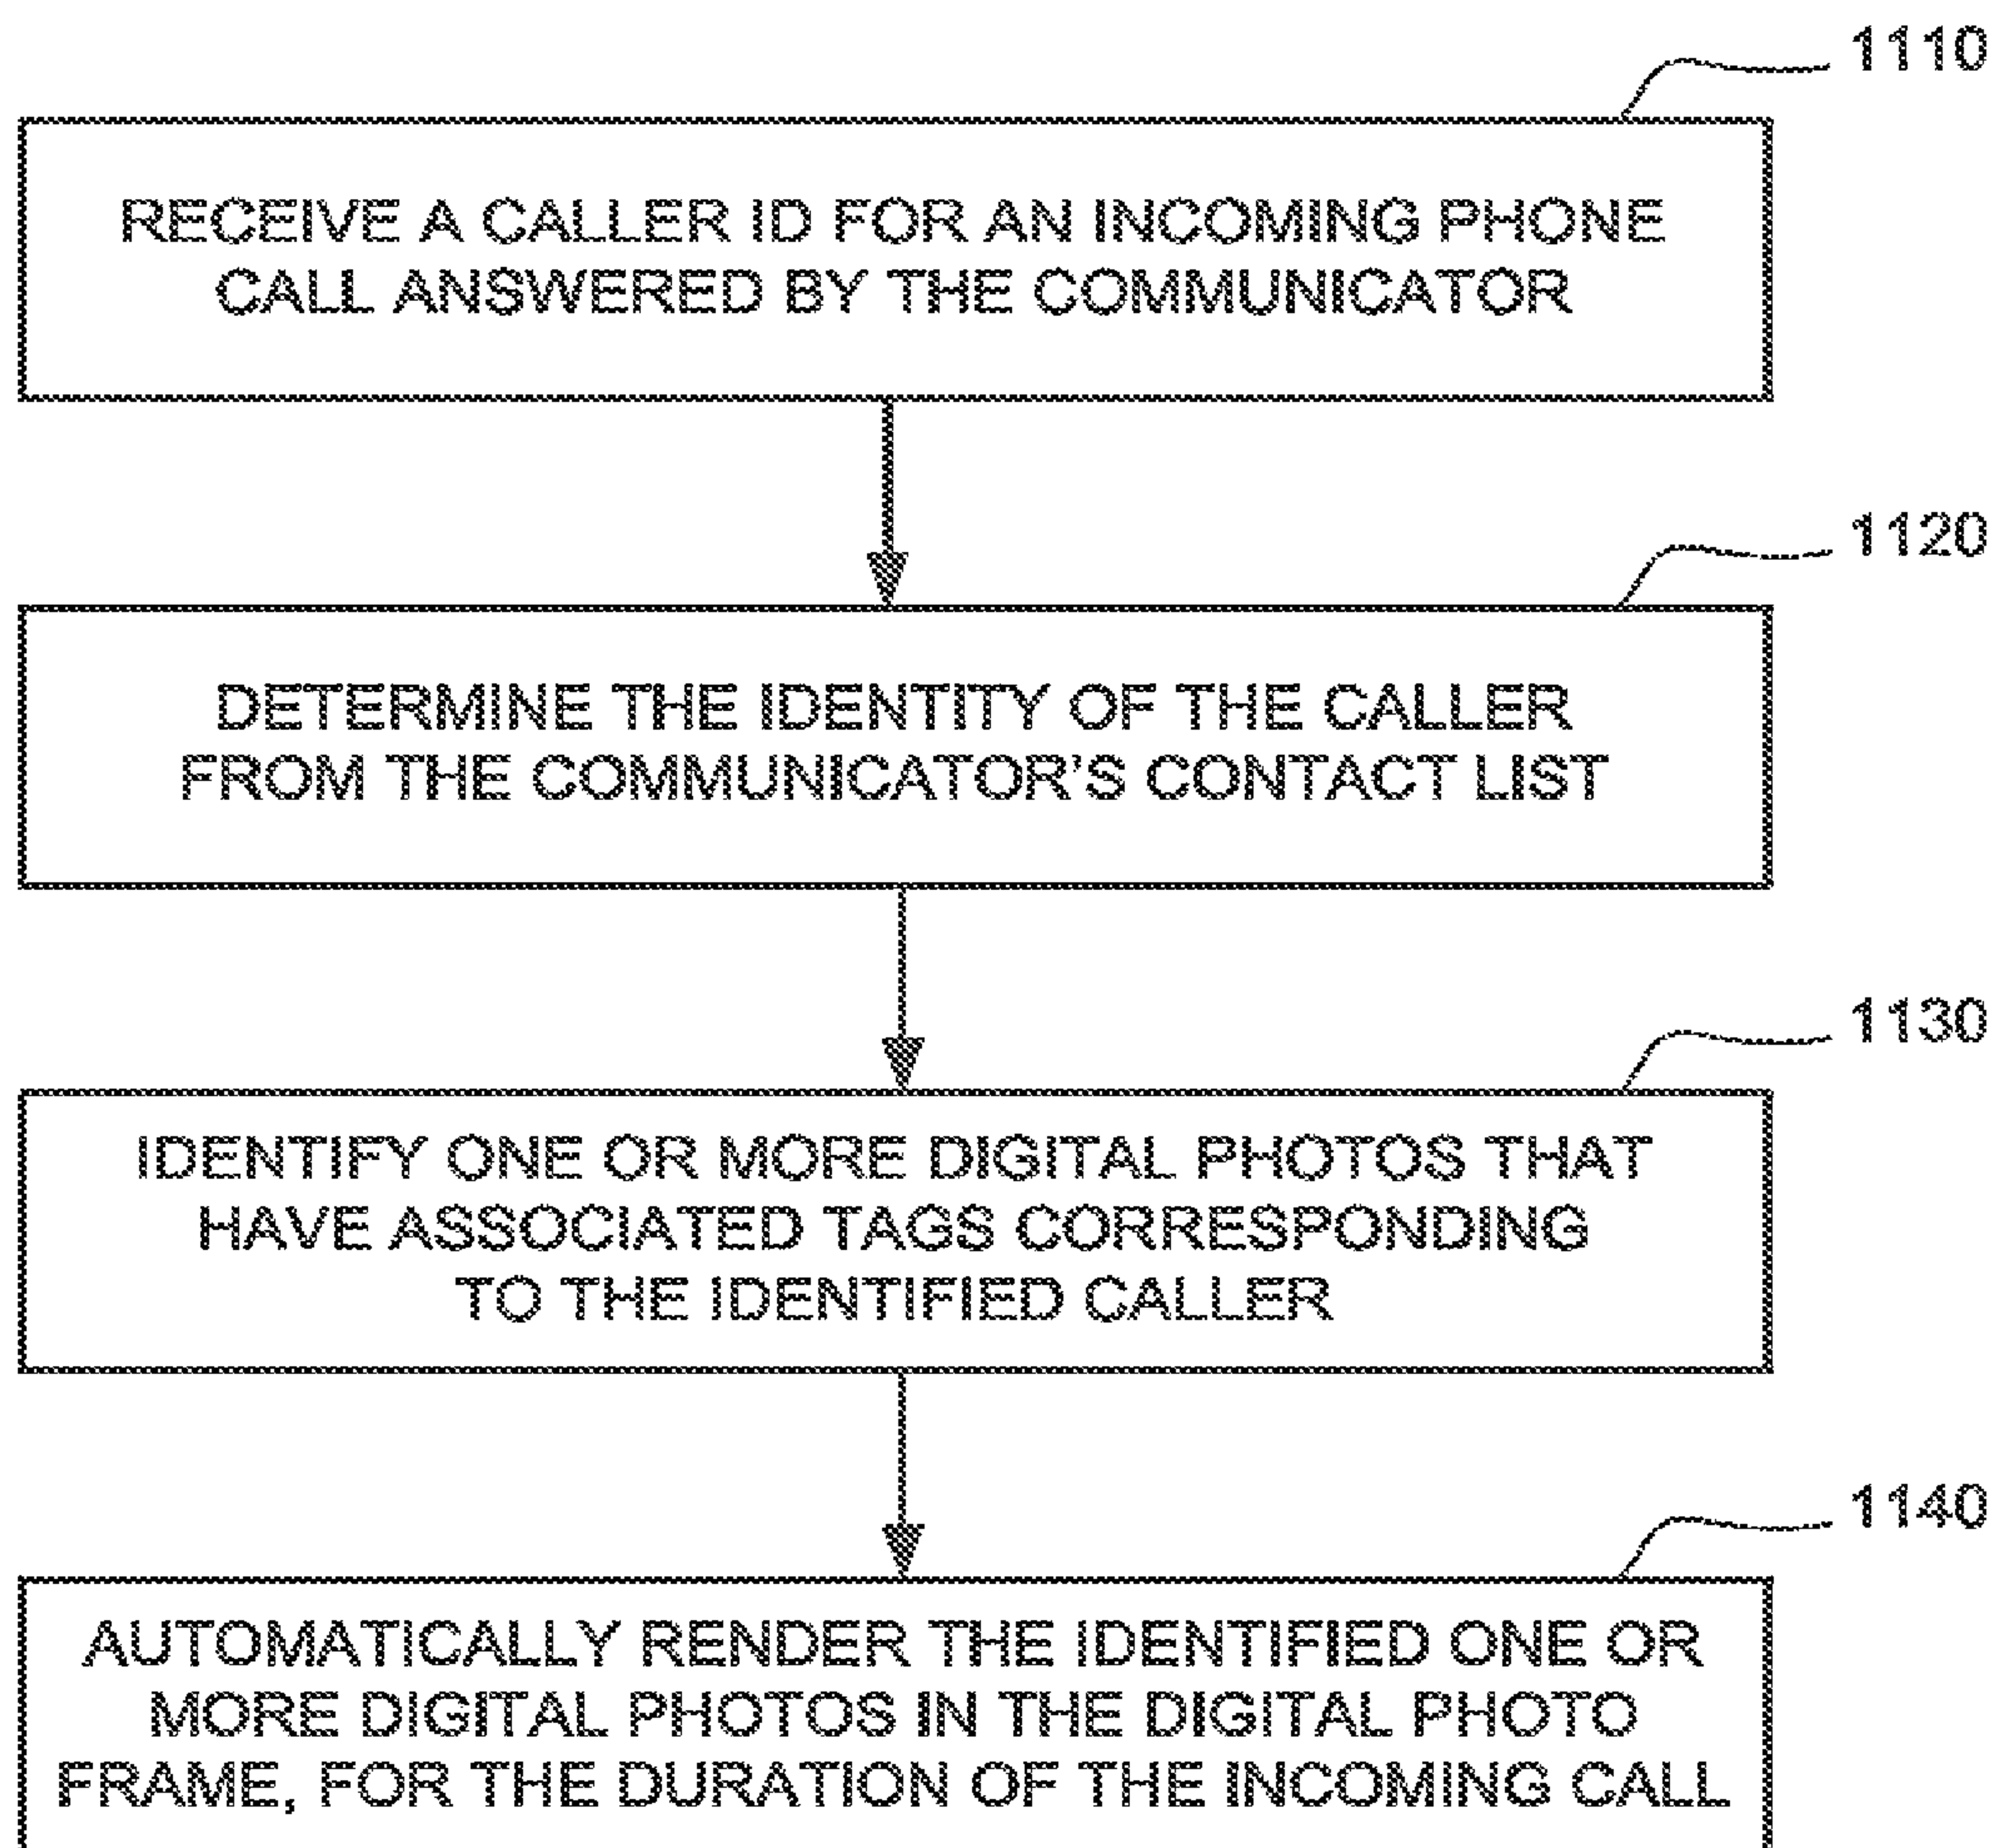 1110
RECEIVE A CALLER ID FOR AN INCOMING PHONE
CALL ANSWERED BY THE COMMUNICATOR
1120
DETERMINE THE IDENTITY OF THE CALLER
FROM THE COMMUNICATOR'S CONTACT LIST
1130
IDENTIFY ONE OR MORE DIGITAL PHOTOS THAT
HAVE ASSOCIATED TAGS CORRESPONDING
TO THE IDENTIFIED CALLER
1140
AUTOMATICALLY RENDER THE IDENTIFIED ONE OR
MORE DIGITAL PHOTOS IN THE DIGITAL PHOTO
FRAME, FOR THE DURATION OF THE INCOMING CALL